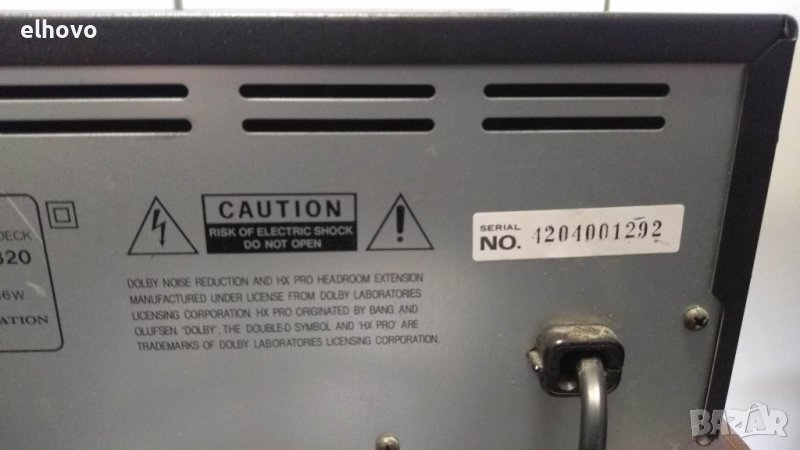 elhovo
DECK
320
6W
ATION
CAUTION
RISK OF ELECTRIC SHOCK
DO NOT OPEN
SERIAL
NO. 4204001292
DOLBY NOISE REDUCTION AND HX PRO HEADROOM EXTENSION
MANUFACTURED UNDER LICENSE FROM DOLBY LABORATORIES
LICENSING CORPORATION. HX PRO ORIGINATED BY BANG AND
OLUFSEN. 'DOLBY', THE DOUBLE-D SYMBOL AND 'HX PRO' ARE
TRADEMARKS OF DOLBY LABORATORIES LICENSING CORPORATION.
BAZAR